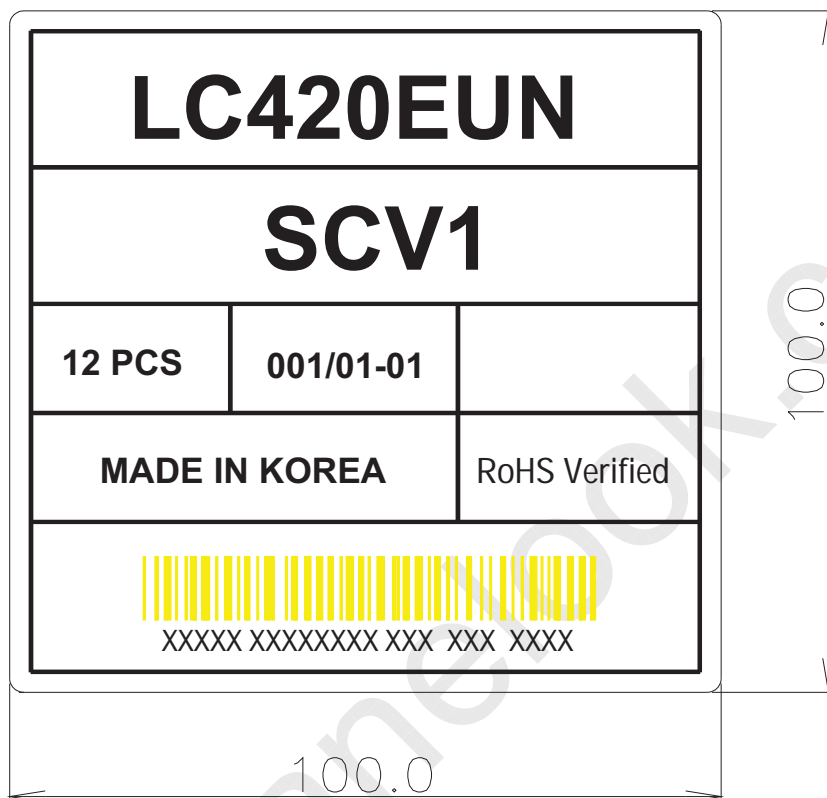 LC420EUN
SCV1
12 PCS 001/01-01
MADE IN KOREA RoHS Verified
XXXXX XXXXXXXX XXX XXX XXXX
100.0
100.0